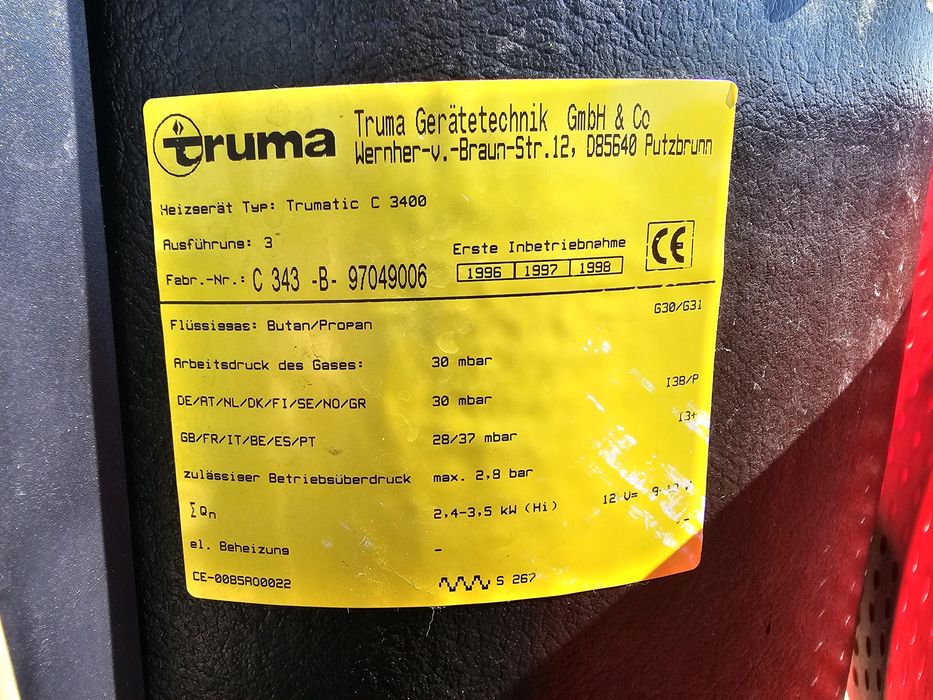 truma
Truma Gerätetechnik GmbH & Co
Wernher-v.-Braun-Str.12, D85640 Putzbrunn
Heizgerät Typ: Trumatic C 3400
Ausführung: 3
Erste Inbetriebnahme
CE
Fabr.-Nr.: C 343 -B- 97049006
1996 1997 1998
G30/G31
Flüssiggas: Butan/Propan
Arbeitsdruck des Gases: 30 mbar
I3B/P
DE/AT/NL/DK/FI/SE/NO/GR 30 mbar
I3+
GB/FR/IT/BE/ES/PT 28/37 mbar
zulässiger Betriebsüberdruck max. 2,8 bar
12 V=
∑Qn 2,4-3,5 kW (Hi)
el. Beheizung -
CE-0085AO0022 S 267